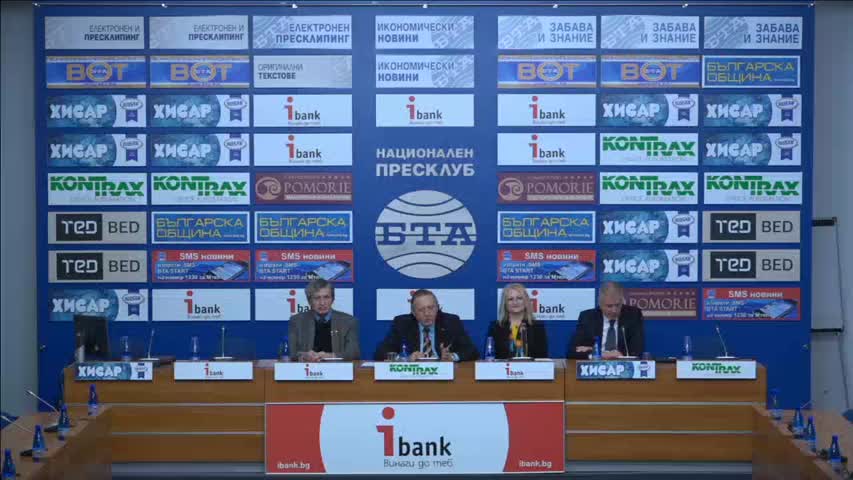 ЕЛЕКТРОНЕН И ПРЕСКЛИПИНГ
ЕЛЕКТРОНЕН И ПРЕСКЛИПИНГ
ЕЛЕКТРОНЕН ПРЕСКЛИПИНГ
ИКОНОМИЧЕСКИ НОВИНИ
ЗАБАВА И ЗНАНИЕ
ЗАБАВА И ЗНАНИЕ
ЗАБАВА И ЗНАНИЕ
BOT
BOT
ОРИГИНАЛНИ ТЕКСТОВЕ
ИКОНОМИЧЕСКИ НОВИНИ
BOT
BOT
БЪЛГАРСКА ОБЩИНА
ХИСАР
ХИСАР
ibank
ibank
ibank
ХИСАР
ХИСАР
ХИСАР
ХИСАР
ibank
НАЦИОНАЛЕН
ПРЕСКЛУБ
ibank
KONTRAX
ХИСАР
KONTRAX
KONTRAX
POMORIE
POMORIE
KONTRAX
KONTRAX
TED BED
БЪЛГАРСКА ОБЩИНА
БЪЛГАРСКА ОБЩИНА
БТА
БЪЛГАРСКА ОБЩИНА
ХИСАР
TED BED
TED BED
SMS НОВИНИ
SMS новини
SMS новини
ХИСАР
TED BED
ХИСАР
ibank
ibank
POMORIE
SMS новини
ХИСАР
ibank
ibank
KONTRAX
ibank
ХИСАР
KONTRAX
ibank
Винаги до теб.
ibank.bg
ibank.bg